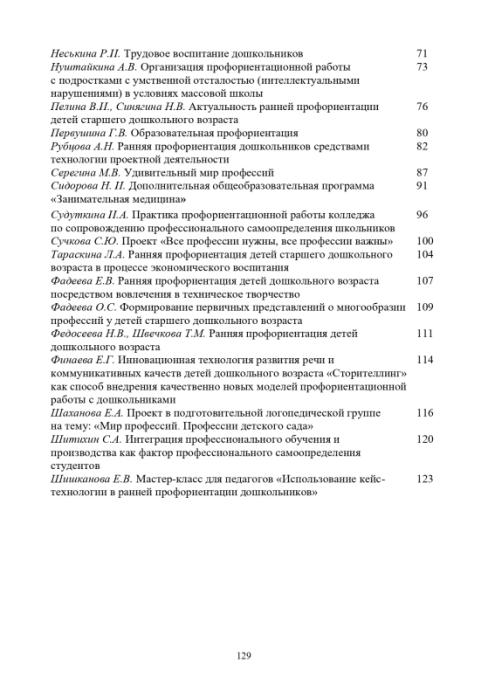 Неськина Р.П. Трудовое воспитание дошкольников 71
Нуштайкина А.В. Организация профориентационной работы 73
с подростками с умственной отсталостью (интеллектуальными
нарушениями) в условиях массовой школы
Пелина В.П., Синягина Н.В. Актуальность ранней профориентации 76
детей старшего дошкольного возраста
Первушина Г.В. Образовательная профориентация 80
Рубцова А.Н. Ранняя профориентация дошкольников средствами 82
технологии проектной деятельности
Серегина М.В. Удивительный мир профессий 87
Сидорова Н. П. Дополнительная общеобразовательная программа 91
«Занимательная медицина»
Судуткина П.А. Практика профориентационной работы колледжа 96
по сопровождению профессионального самоопределения школьников
Сучкова С.Ю. Проект «Все профессии нужны, все профессии важны» 100
Тараскина Л.А. Ранняя профориентация детей старшего дошкольного 104
возраста в процессе экономического воспитания
Фадеева Е.В. Ранняя профориентация детей дошкольного возраста 107
посредством вовлечения в техническое творчество
Фадеева О.С. Формирование первичных представлений о многообразии 109
профессий у детей старшего дошкольного возраста
Федосеева Н.В., Швечкова Т.М. Ранняя профориентация детей 111
дошкольного возраста
Финаева Е.Г. Инновационная технология развития речи и 114
коммуникативных качеств детей дошкольного возраста «Сторителлинг»
как способ внедрения качественно новых моделей профориентационной
работы с дошкольниками
Шаханова Е.А. Проект в подготовительной логопедической группе 116
на тему: «Мир профессий. Профессии детского сада»
Шитихин С.А. Интеграция профессионального обучения и 120
производства как фактор профессионального самоопределения
студентов
Шишканова Е.В. Мастер-класс для педагогов «Использование кейс- 123
технологии в ранней профориентации дошкольников»
129